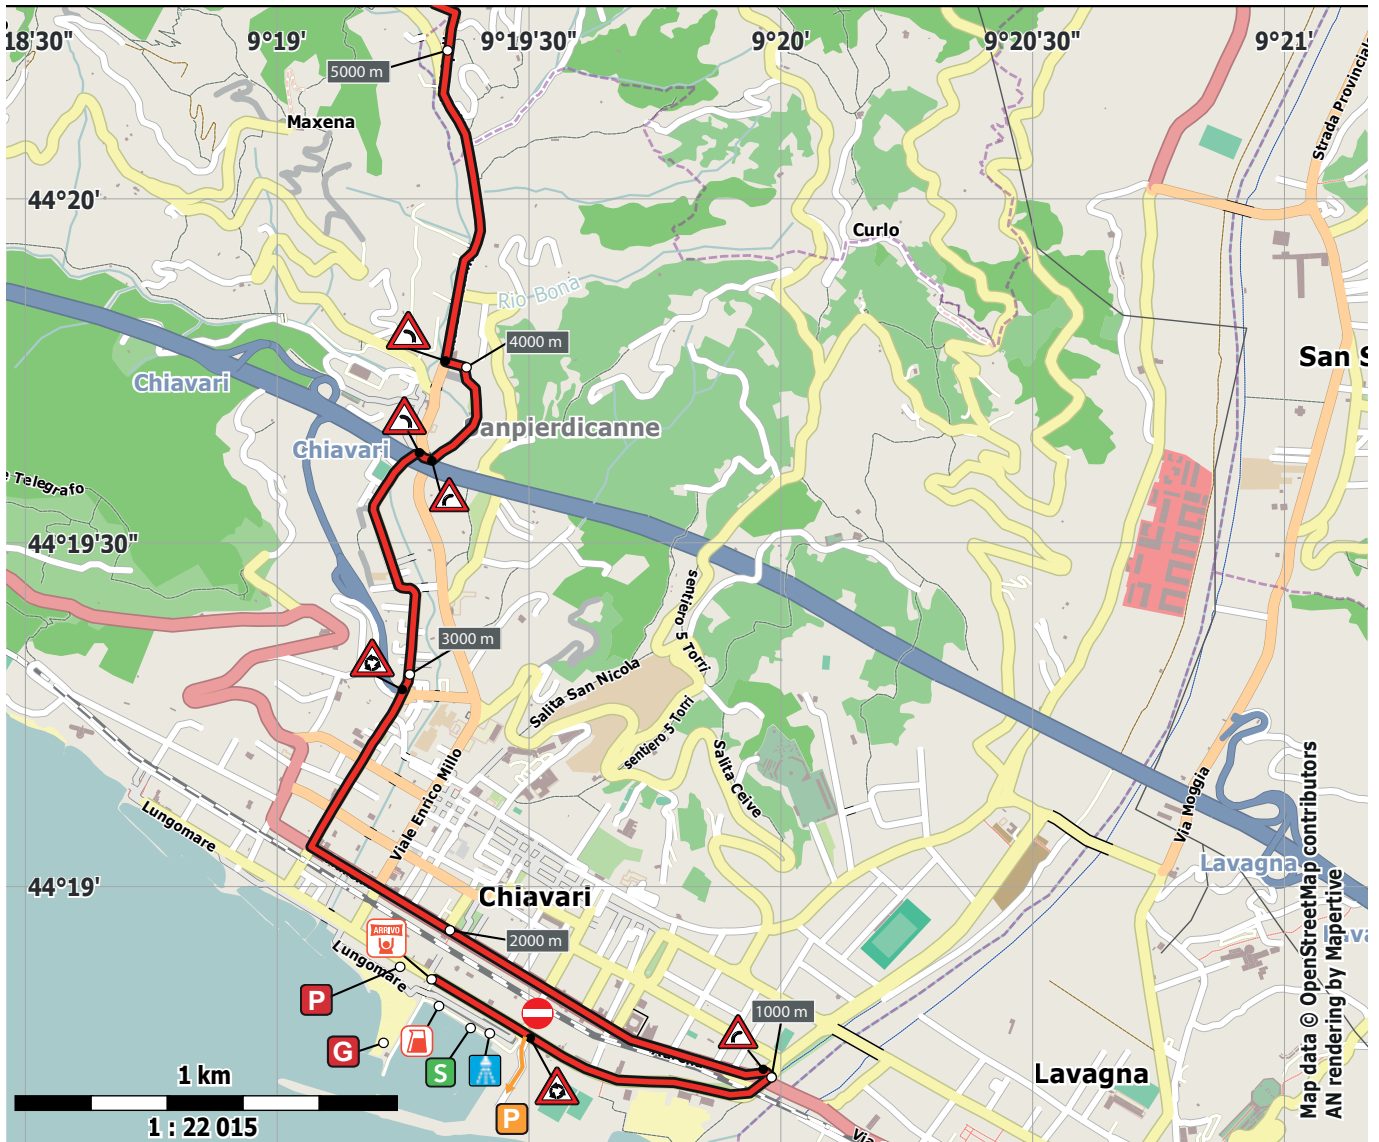 18'30"
9°19'
9°19'30"
9°20'
9°20'30"
9°21'
5000 m
Maxena
Strada Provincial
44°20'
Curlo
Rio-Bona
4000 m
San S
Chiavari
Sanpierdicanne
Chiavari
e Telegrafo
44°19'30"
sentiero 5 Torri
3000 m
Salita San Nicola
sentiero 5 Torri
Salita Ceive
Viale Enrico Millo
Via Moggia
Lungomare
Lavagna
44°19'
Chiavari
2000 m
ARRIVO
Lungomare
P
1000 m
G
S
P
1 km
1 : 22 015
Lavagna
Via
Map data © OpenStreetMap contributors
AN rendering by Mapertive